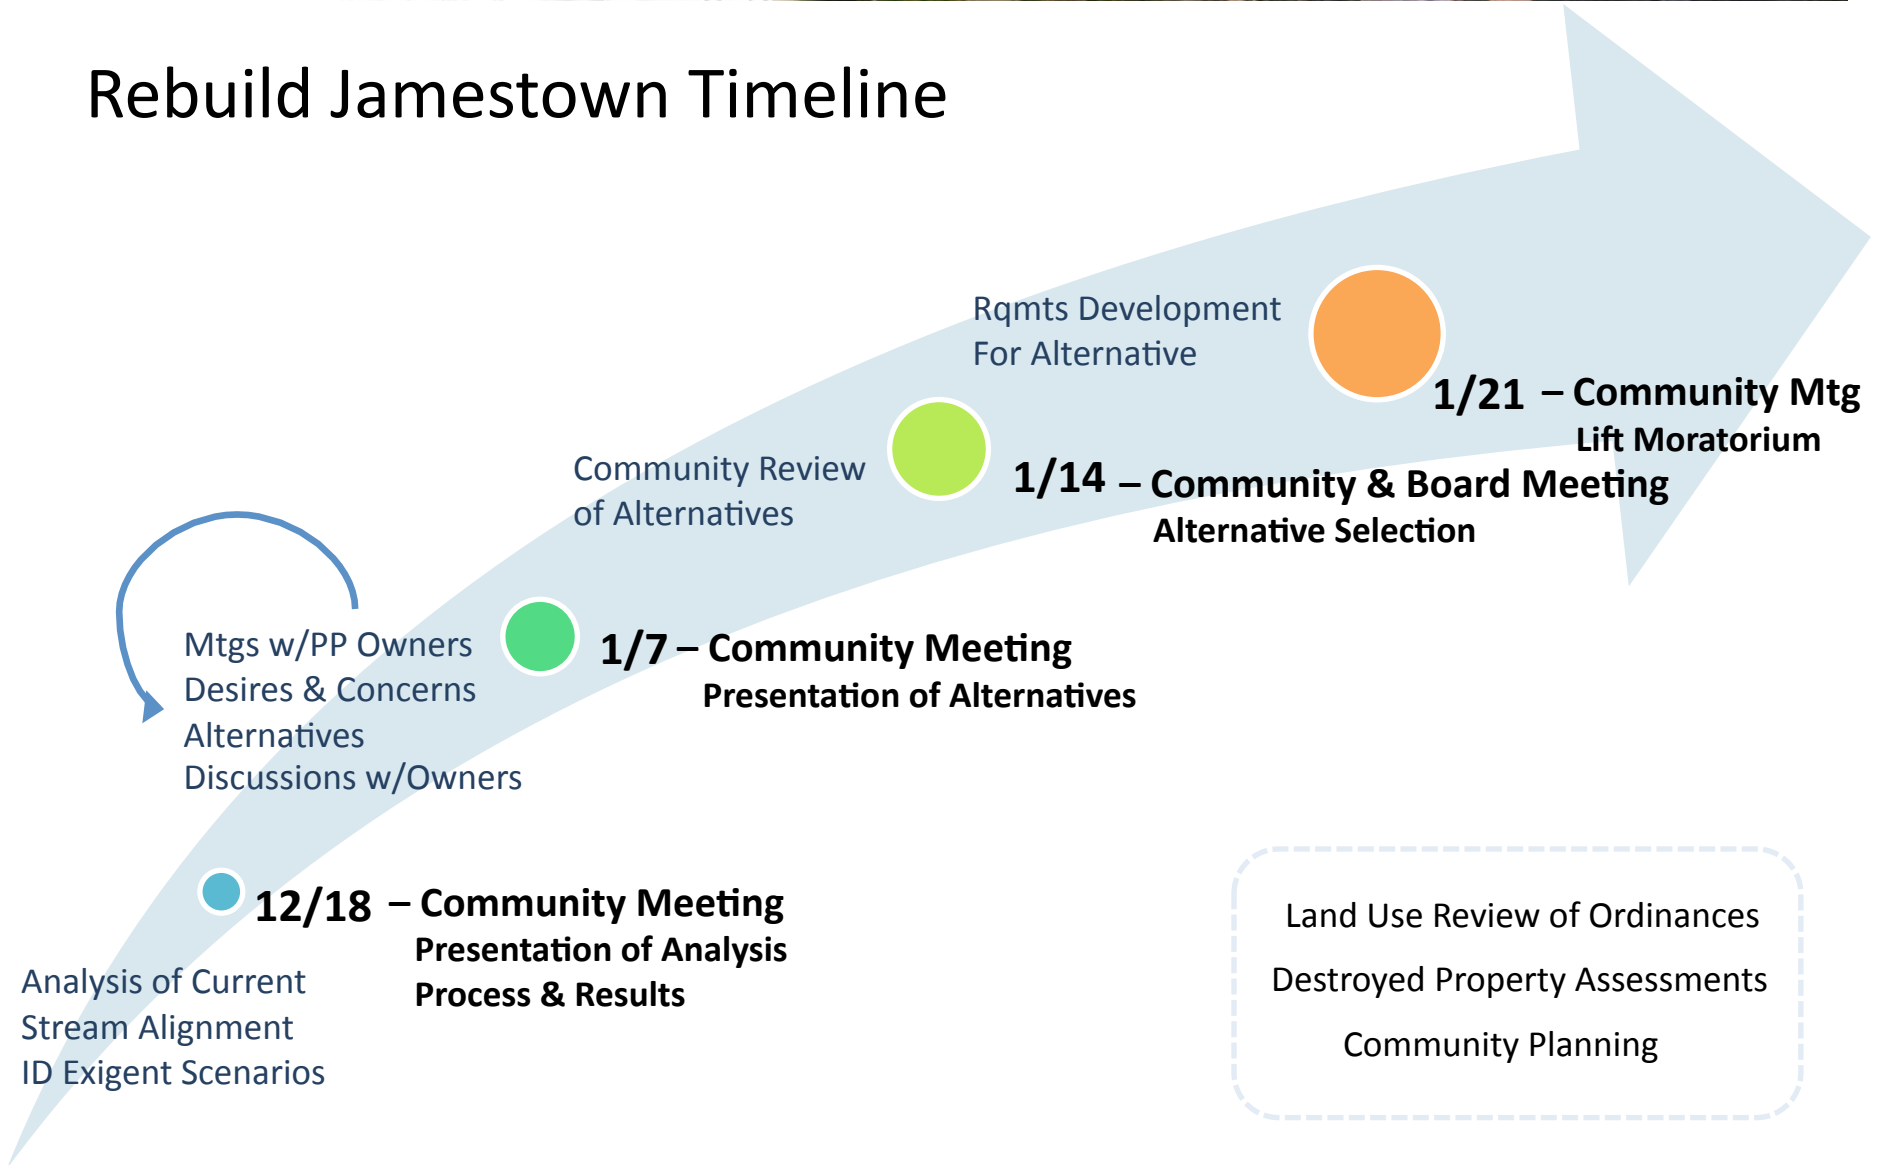 Rebuild Jamestown Timeline
Rqmts Development
For Alternative
1/21 – Community Mtg
Lift Moratorium
Community Review
of Alternatives
1/14 – Community & Board Meeting
Alternative Selection
Mtgs w/PP Owners
Desires & Concerns
Alternatives
Discussions w/Owners
1/7 – Community Meeting
Presentation of Alternatives
12/18 – Community Meeting
Presentation of Analysis
Process & Results
Analysis of Current
Stream Alignment
ID Exigent Scenarios
Land Use Review of Ordinances
Destroyed Property Assessments
Community Planning